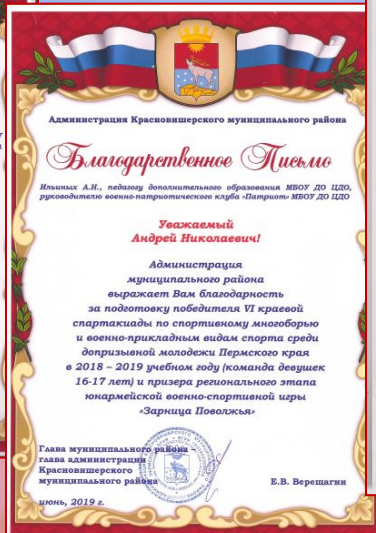 Администрация Красновишерского муниципального района
Благодарственное Письмо
Ильиных А.Н., педагогу дополнительного образования МБОУ ДО ЦДО,
руководителю военно-патриотического клуба «Патриот» МБОУ ДО ЦДО
Уважаемый
Андрей Николаевич!
Администрация
муниципального района
выражает Вам благодарность
за подготовку победителя VI краевой
спартакиады по спортивному многоборью
и военно-прикладным видам спорта среди
допризывной молодежи Пермского края
в 2018 – 2019 учебном году (команда девушек
16-17 лет) и призера регионального этапа
юнармейской военно-спортивной игры
«Зарница Поволжья»
Глава муниципального района –
глава администрации
Красновишерского
муниципального района
Е.В. Верещагин
июнь, 2019 г.